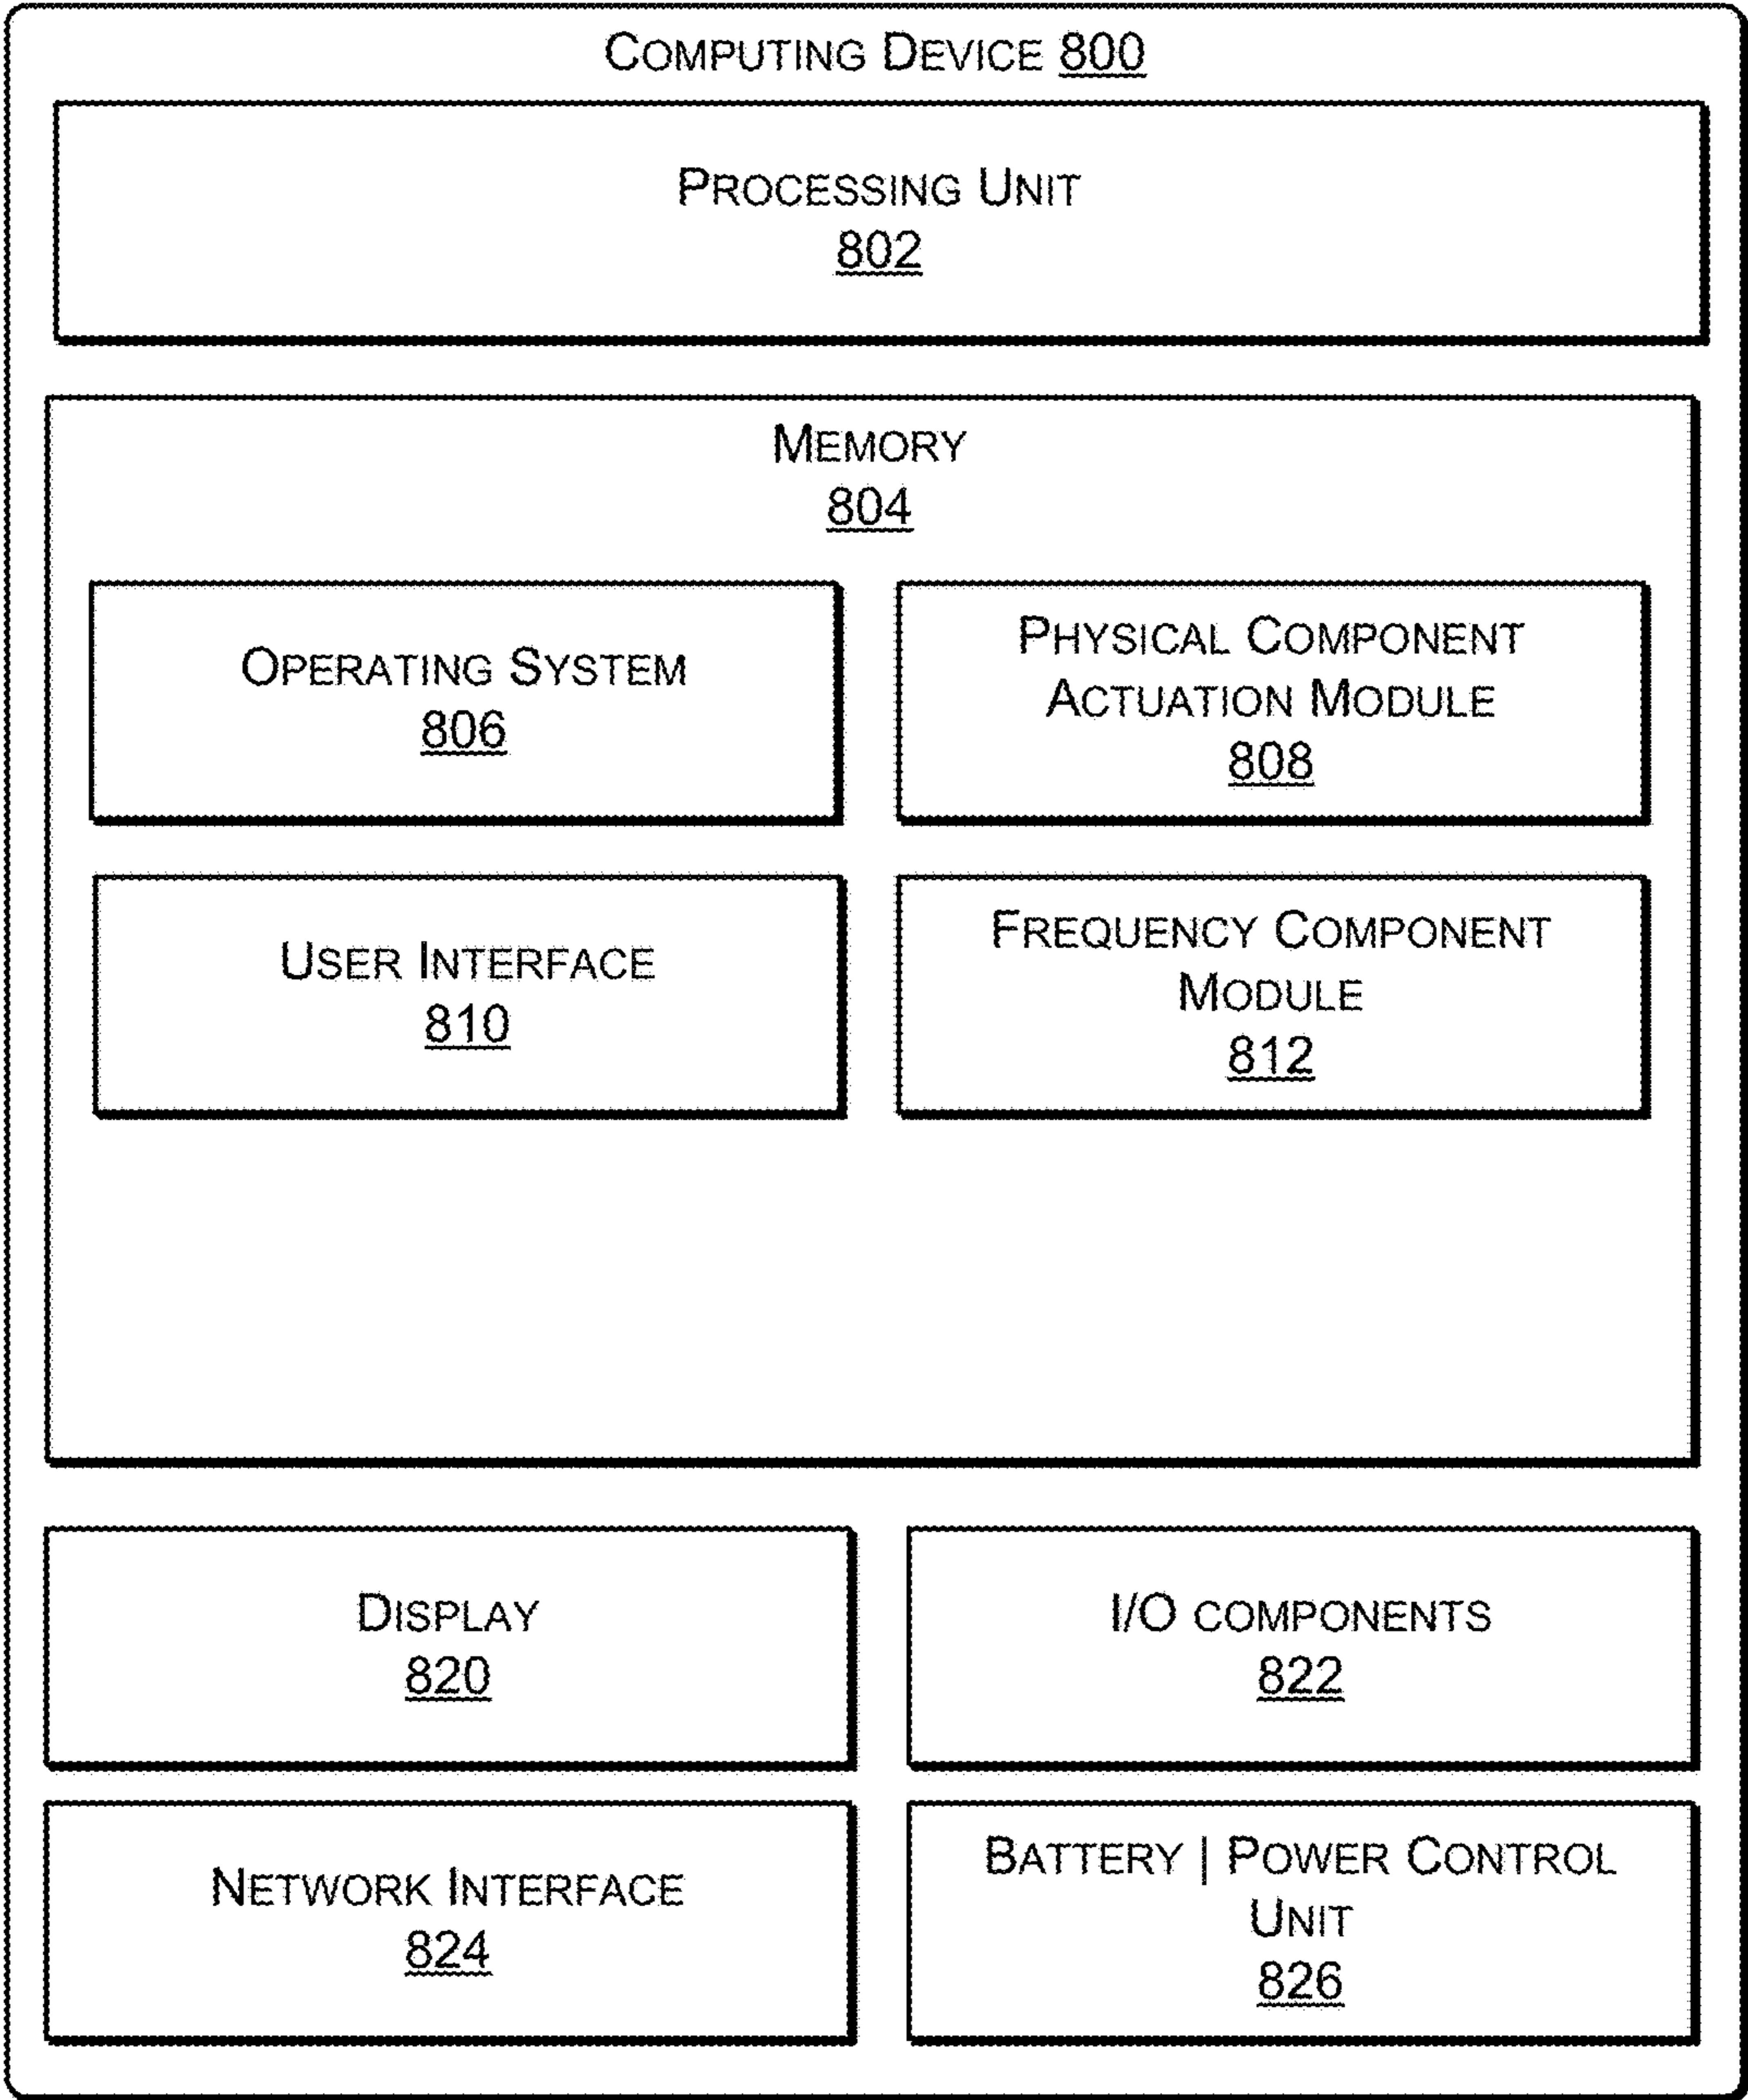 COMPUTING DEVICE 800
PROCESSING UNIT
802
MEMORY
804
OPERATING SYSTEM
806
PHYSICAL COMPONENT
ACTUATION MODULE
808
USER INTERFACE
810
FREQUENCY COMPONENT
MODULE
812
DISPLAY
820
I/O COMPONENTS
822
NETWORK INTERFACE
824
BATTERY | POWER CONTROL
UNIT
826